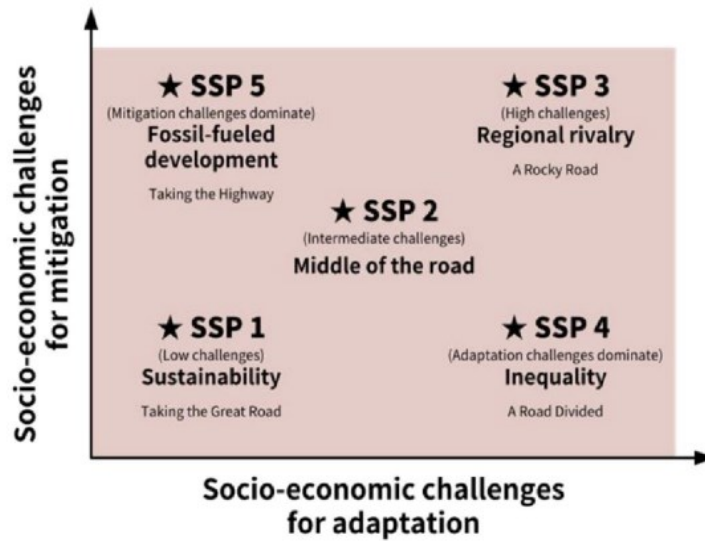 Socio-economic challenges
for mitigation
★ SSP 5
(Mitigation challenges dominate)
Fossil-fueled
development
Taking the Highway
★ SSP 3
(High challenges)
Regional rivalry
A Rocky Road
★ SSP 2
(Intermediate challenges)
Middle of the road
★ SSP 1
(Low challenges)
Sustainability
Taking the Great Road
★ SSP 4
(Adaptation challenges dominate)
Inequality
A Road Divided
Socio-economic challenges
for adaptation